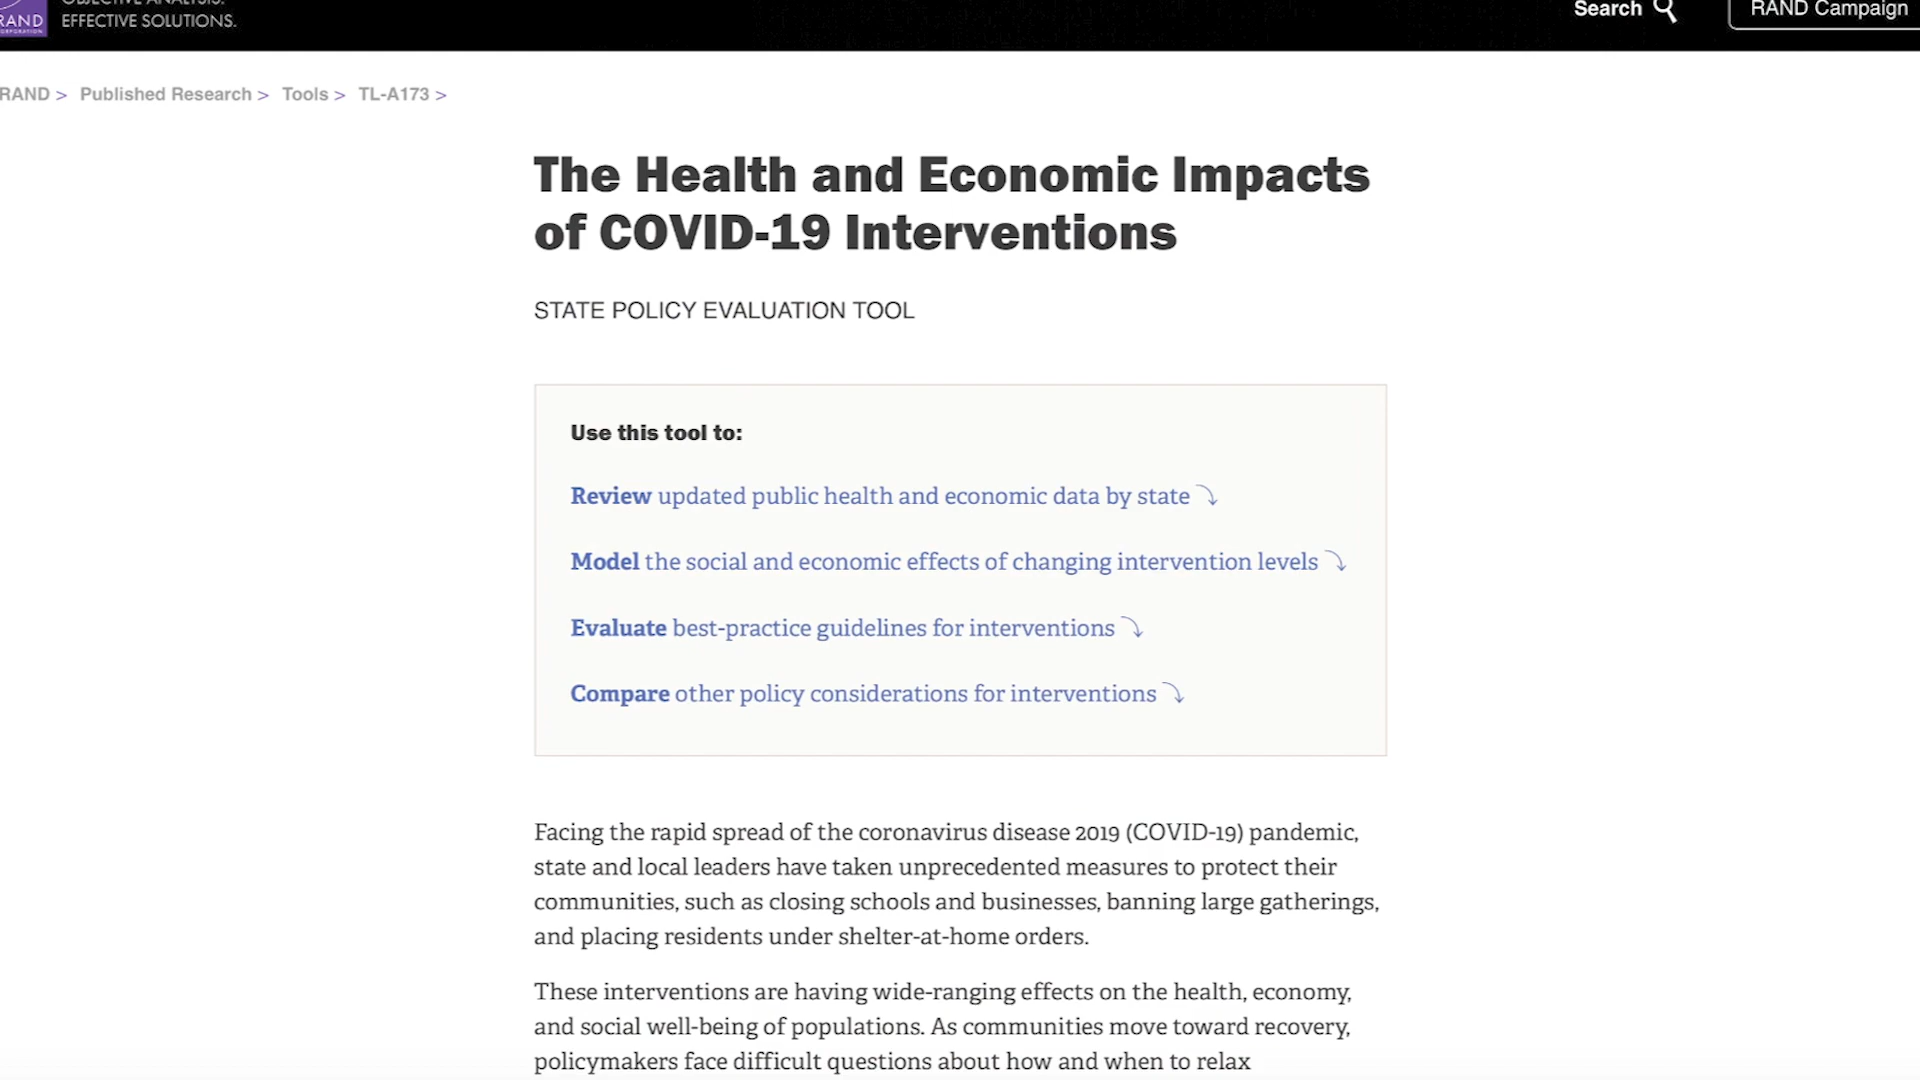 OBJECTIVE ANALYSIS.
EFFECTIVE SOLUTIONS.
RAND
CORPORATION
Search
RAND Campaign
RAND > Published Research > Tools > TL-A173 >
The Health and Economic Impacts
of COVID-19 Interventions
STATE POLICY EVALUATION TOOL
Use this tool to:
Review updated public health and economic data by state
Model the social and economic effects of changing intervention levels
Evaluate best-practice guidelines for interventions
Compare other policy considerations for interventions
Facing the rapid spread of the coronavirus disease 2019 (COVID-19) pandemic,
state and local leaders have taken unprecedented measures to protect their
communities, such as closing schools and businesses, banning large gatherings,
and placing residents under shelter-at-home orders.
These interventions are having wide-ranging effects on the health, economy,
and social well-being of populations. As communities move toward recovery,
policymakers face difficult questions about how and when to relax